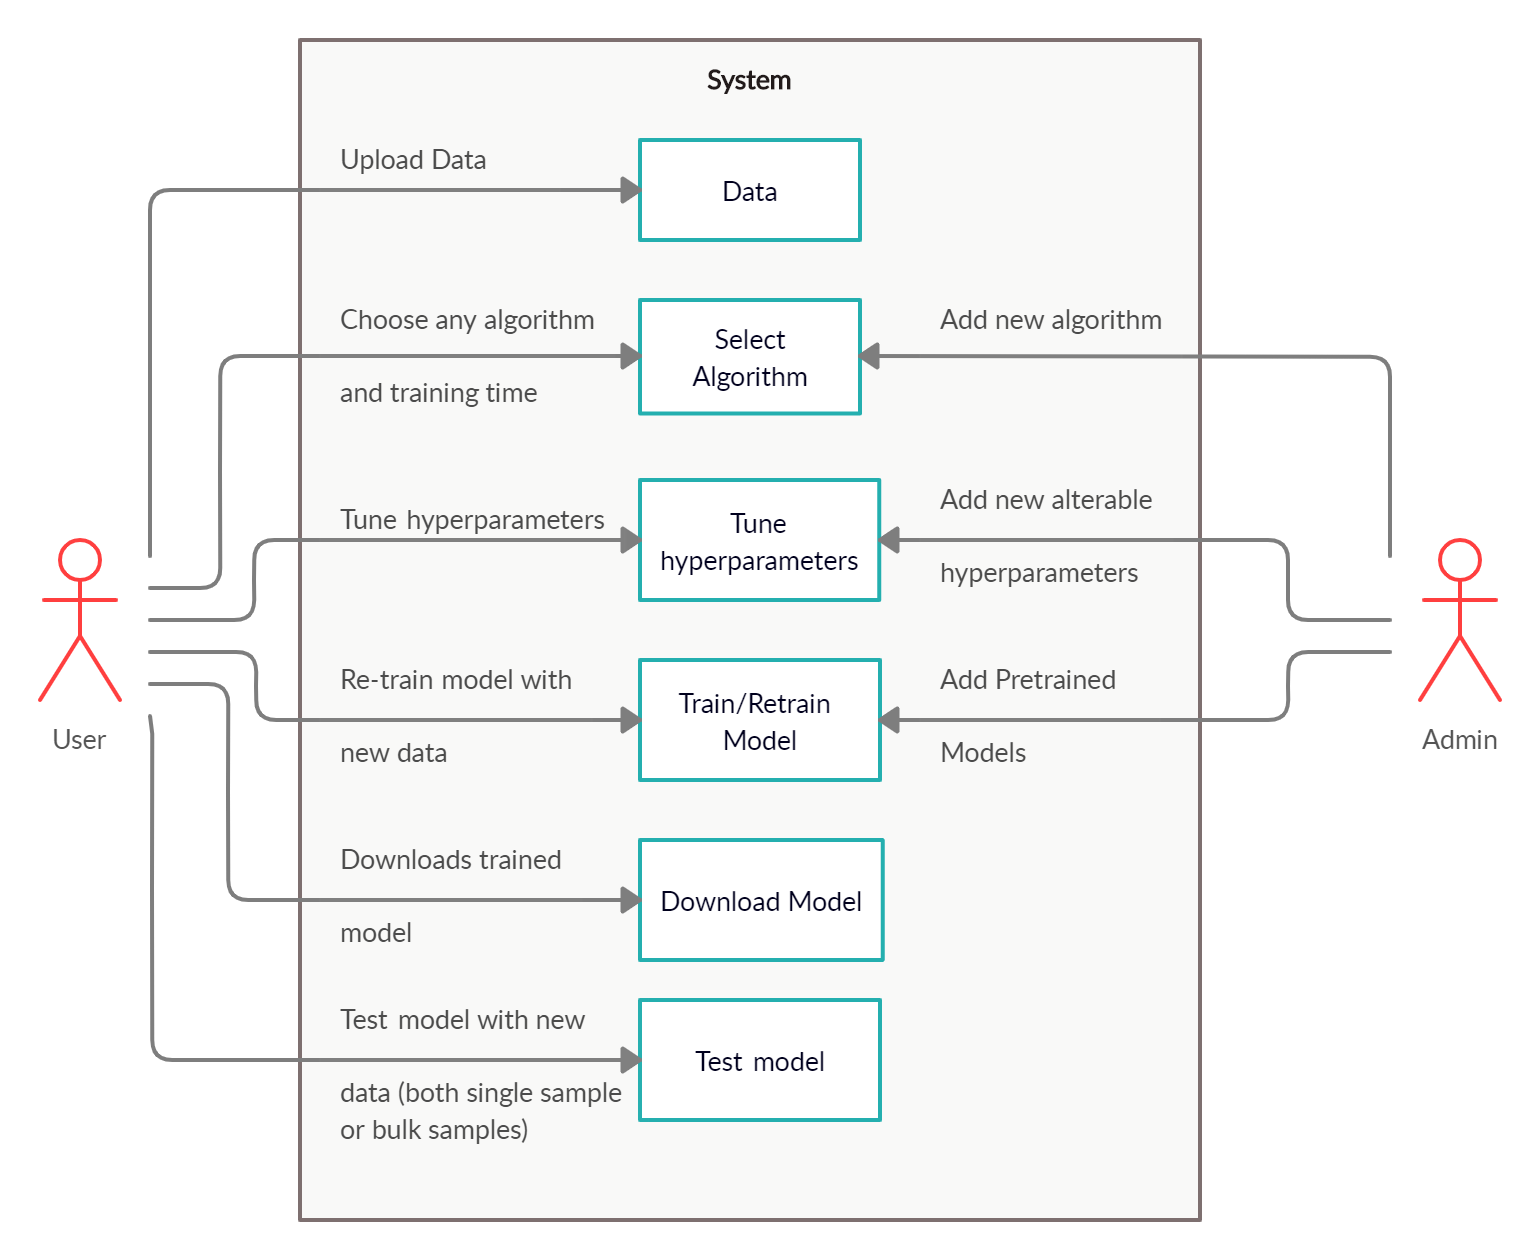 System
Upload Data
Data
Choose any algorithm
and training time
Select
Algorithm
Add new algorithm
Tune hyperparameters
Tune
hyperparameters
Add new alterable
hyperparameters
User
Admin
Re-train model with
new data
Train/Retrain
Model
Add Pretrained
Models
Downloads trained
model
Download Model
Test model with new
data (both single sample
or bulk samples)
Test model